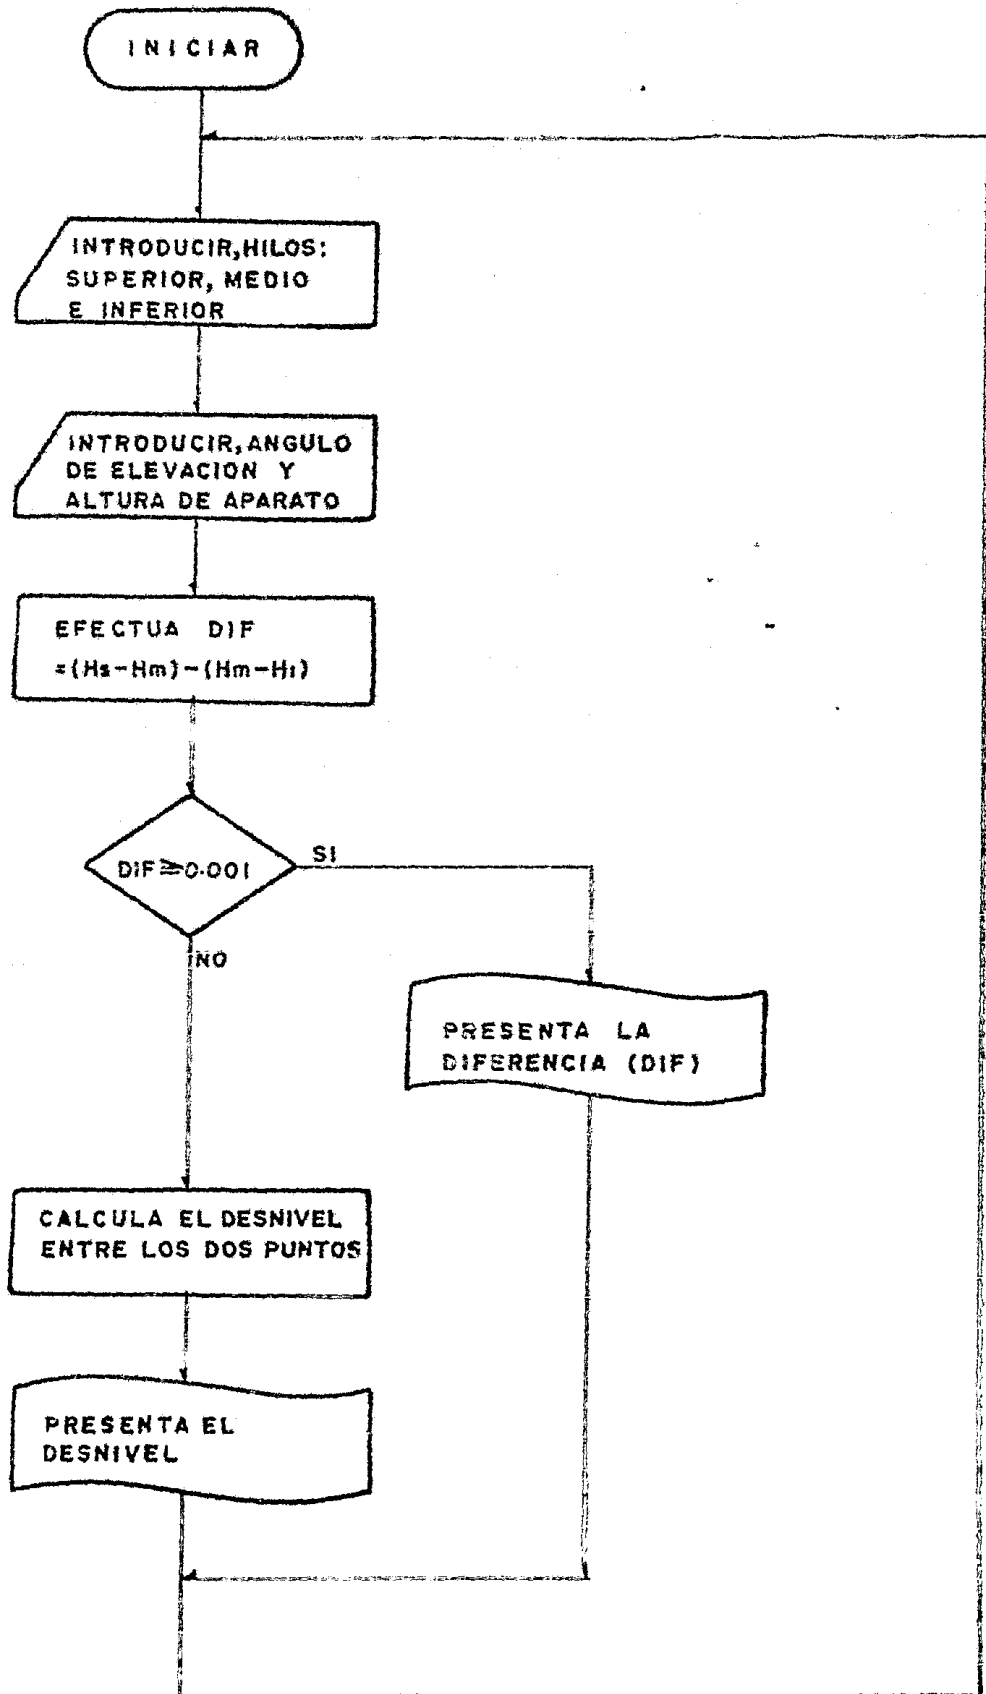 INICIAR
INTRODUCIR, HILOS:
SUPERIOR, MEDIO
E INFERIOR
INTRODUCIR, ANGULO
DE ELEVACION Y
ALTURA DE APARATO
EFECTUA DIF
=(Hs-Hm)-(Hm-Hi)
DIF≥0.001
SI
NO
PRESENTA LA
DIFERENCIA (DIF)
CALCULA EL DESNIVEL
ENTRE LOS DOS PUNTOS
PRESENTA EL
DESNIVEL